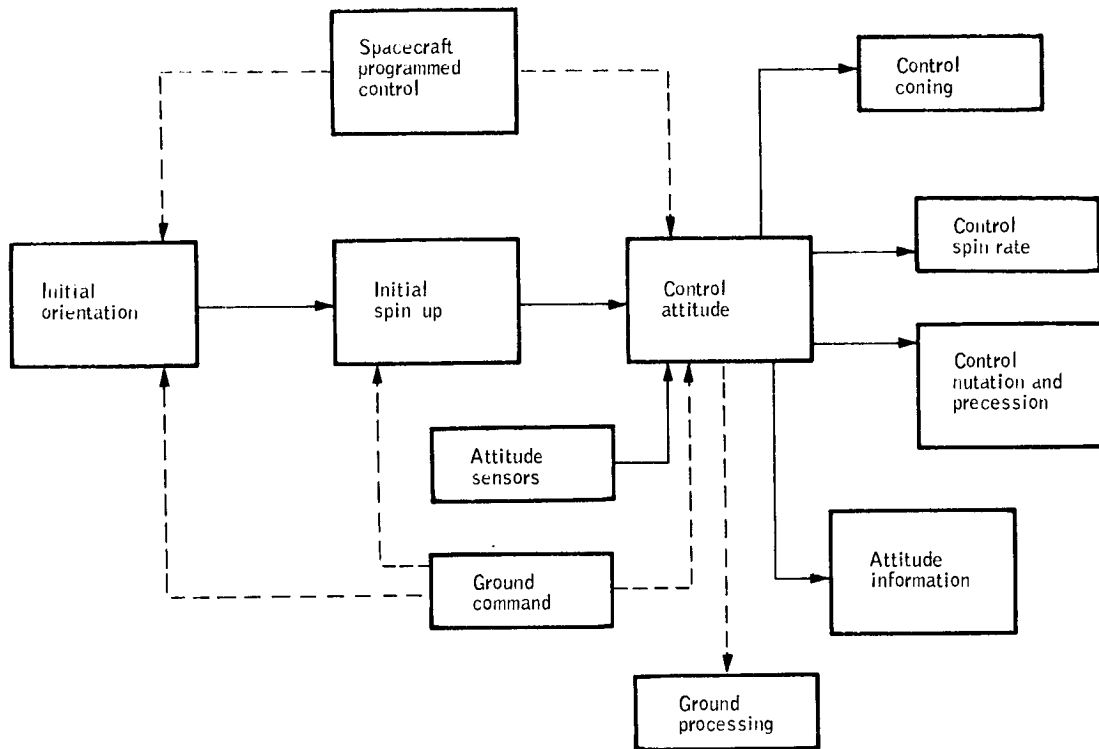 Spacecraft
programmed
control
Control
coning
Control
spin rate
Initial
orientation
Initial
spin up
Control
attitude
Control
nutation and
precession
Attitude
sensors
Attitude
information
Ground
command
Ground
processing